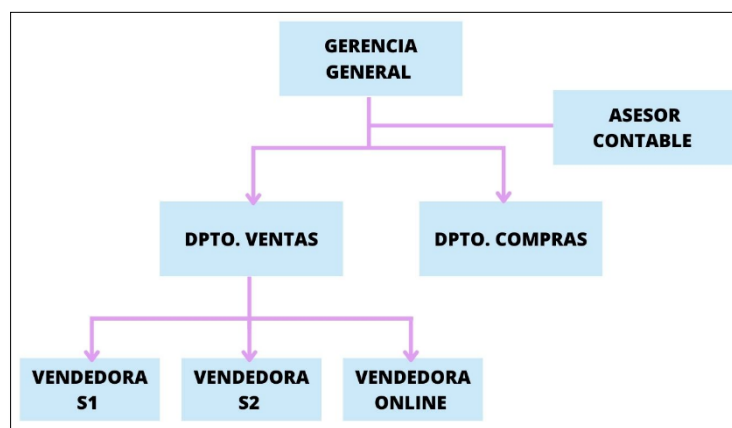 GERENCIA
GENERAL
ASESOR
CONTABLE
DPTO. VENTAS
DPTO. COMPRAS
VENDEDORA
S1
VENDEDORA
S2
VENDEDORA
ONLINE